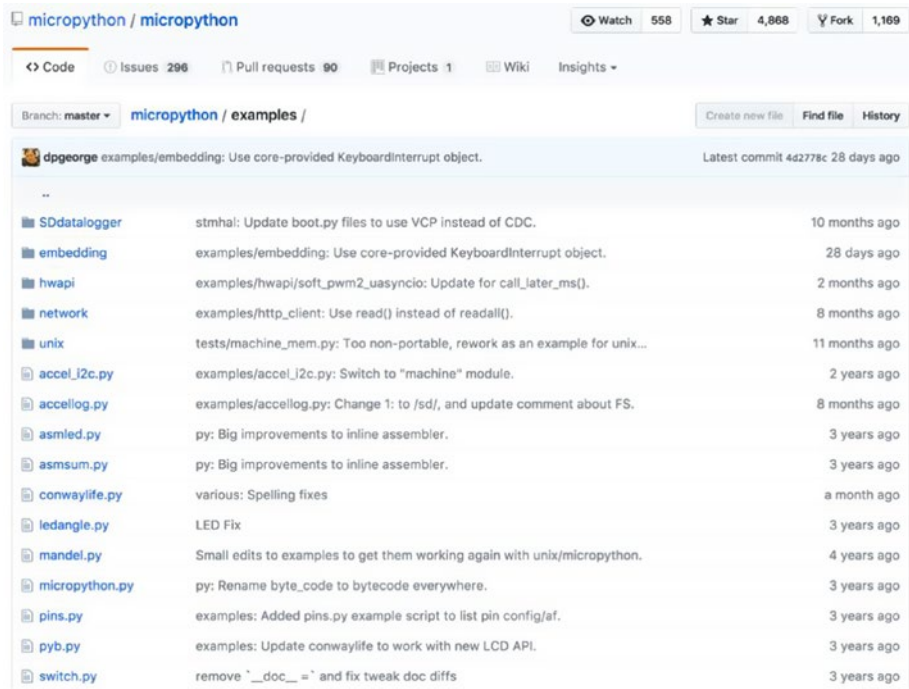 micropython / micropython Watch 558 Star 4,868 Fork 1,169
<> Code Issues 296 Pull requests 90 Projects 1 Wiki Insights
Branch: master micropython / examples / Create new file Find file History
dpgeorge examples/embedding: Use core-provided KeyboardInterrupt object. Latest commit 4d2778c 28 days ago
..
SDdatalogger stmhal: Update boot.py files to use VCP instead of CDC. 10 months ago
embedding examples/embedding: Use core-provided KeyboardInterrupt object. 28 days ago
hwapi examples/hwapi/soft_pwm2_uasyncio: Update for call_later_ms(). 2 months ago
network examples/http_client: Use read() instead of readall(). 8 months ago
unix tests/machine_mem.py: Too non-portable, rework as an example for unix... 11 months ago
accel_i2c.py examples/accel_i2c.py: Switch to "machine" module. 2 years ago
accellog.py examples/accellog.py: Change 1: to /sd/, and update comment about FS. 8 months ago
asmled.py py: Big improvements to inline assembler. 3 years ago
asmsum.py py: Big improvements to inline assembler. 3 years ago
conwaylife.py various: Spelling fixes a month ago
ledangle.py LED Fix 3 years ago
mandel.py Small edits to examples to get them working again with unix/micropython. 4 years ago
micropython.py py: Rename byte_code to bytecode everywhere. 3 years ago
pins.py examples: Added pins.py example script to list pin config/af. 3 years ago
pyb.py examples: Update conwaylife to work with new LCD API. 3 years ago
switch.py remove `__doc__ =` and fix tweak doc diffs 3 years ago